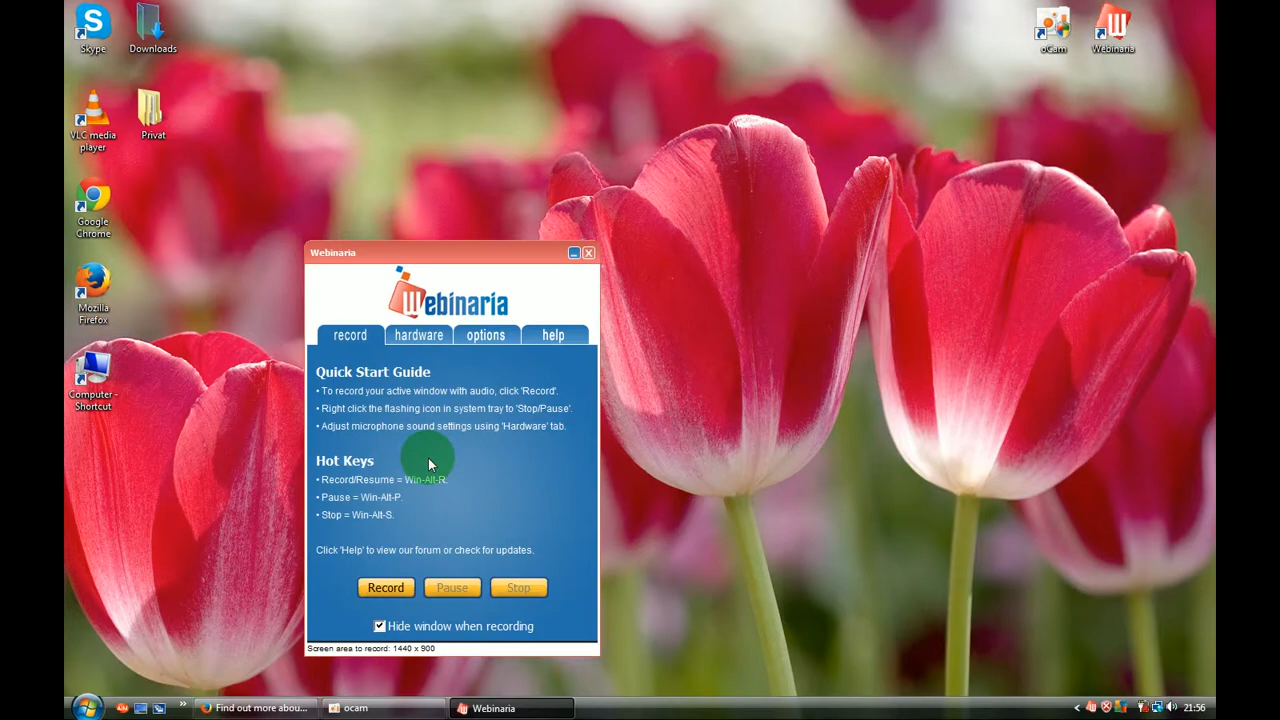 Skype
Downloads
oCam
Webinaria
VLC media
player
Privat
Google
Chrome
Mozilla
Firefox
Computer -
Shortcut
Webinaria
webinaria
record
hardware
options
help
Quick Start Guide
• To record your active window with audio, click 'Record'.
• Right click the flashing icon in system tray to 'Stop/Pause'.
• Adjust microphone sound settings using 'Hardware' tab.
Hot Keys
• Record/Resume = Win-Alt-R.
• Pause = Win-Alt-P.
• Stop = Win-Alt-S.
Click 'Help' to view our forum or check for updates.
Record
Pause
Stop
Hide window when recording
Screen area to record: 1440 x 900
Find out more abou...
ocam
Webinaria
21:56